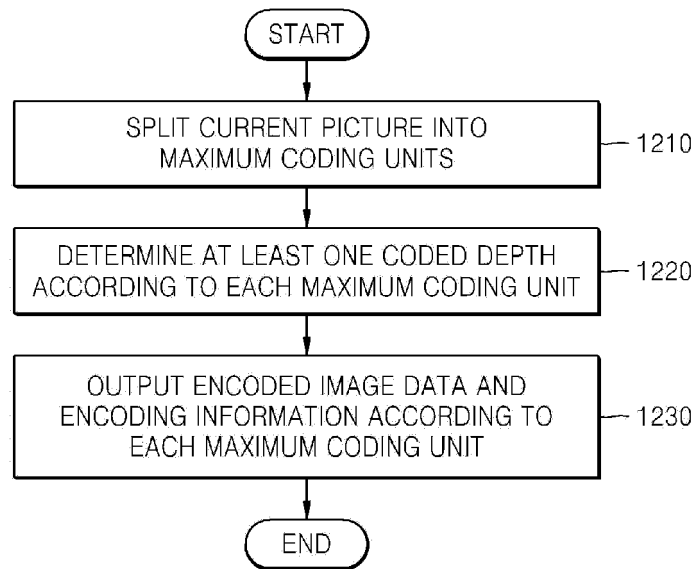 START
SPLIT CURRENT PICTURE INTO
MAXIMUM CODING UNITS
1210
DETERMINE AT LEAST ONE CODED DEPTH
ACCORDING TO EACH MAXIMUM CODING UNIT
1220
OUTPUT ENCODED IMAGE DATA AND
ENCODING INFORMATION ACCORDING TO
EACH MAXIMUM CODING UNIT
1230
END